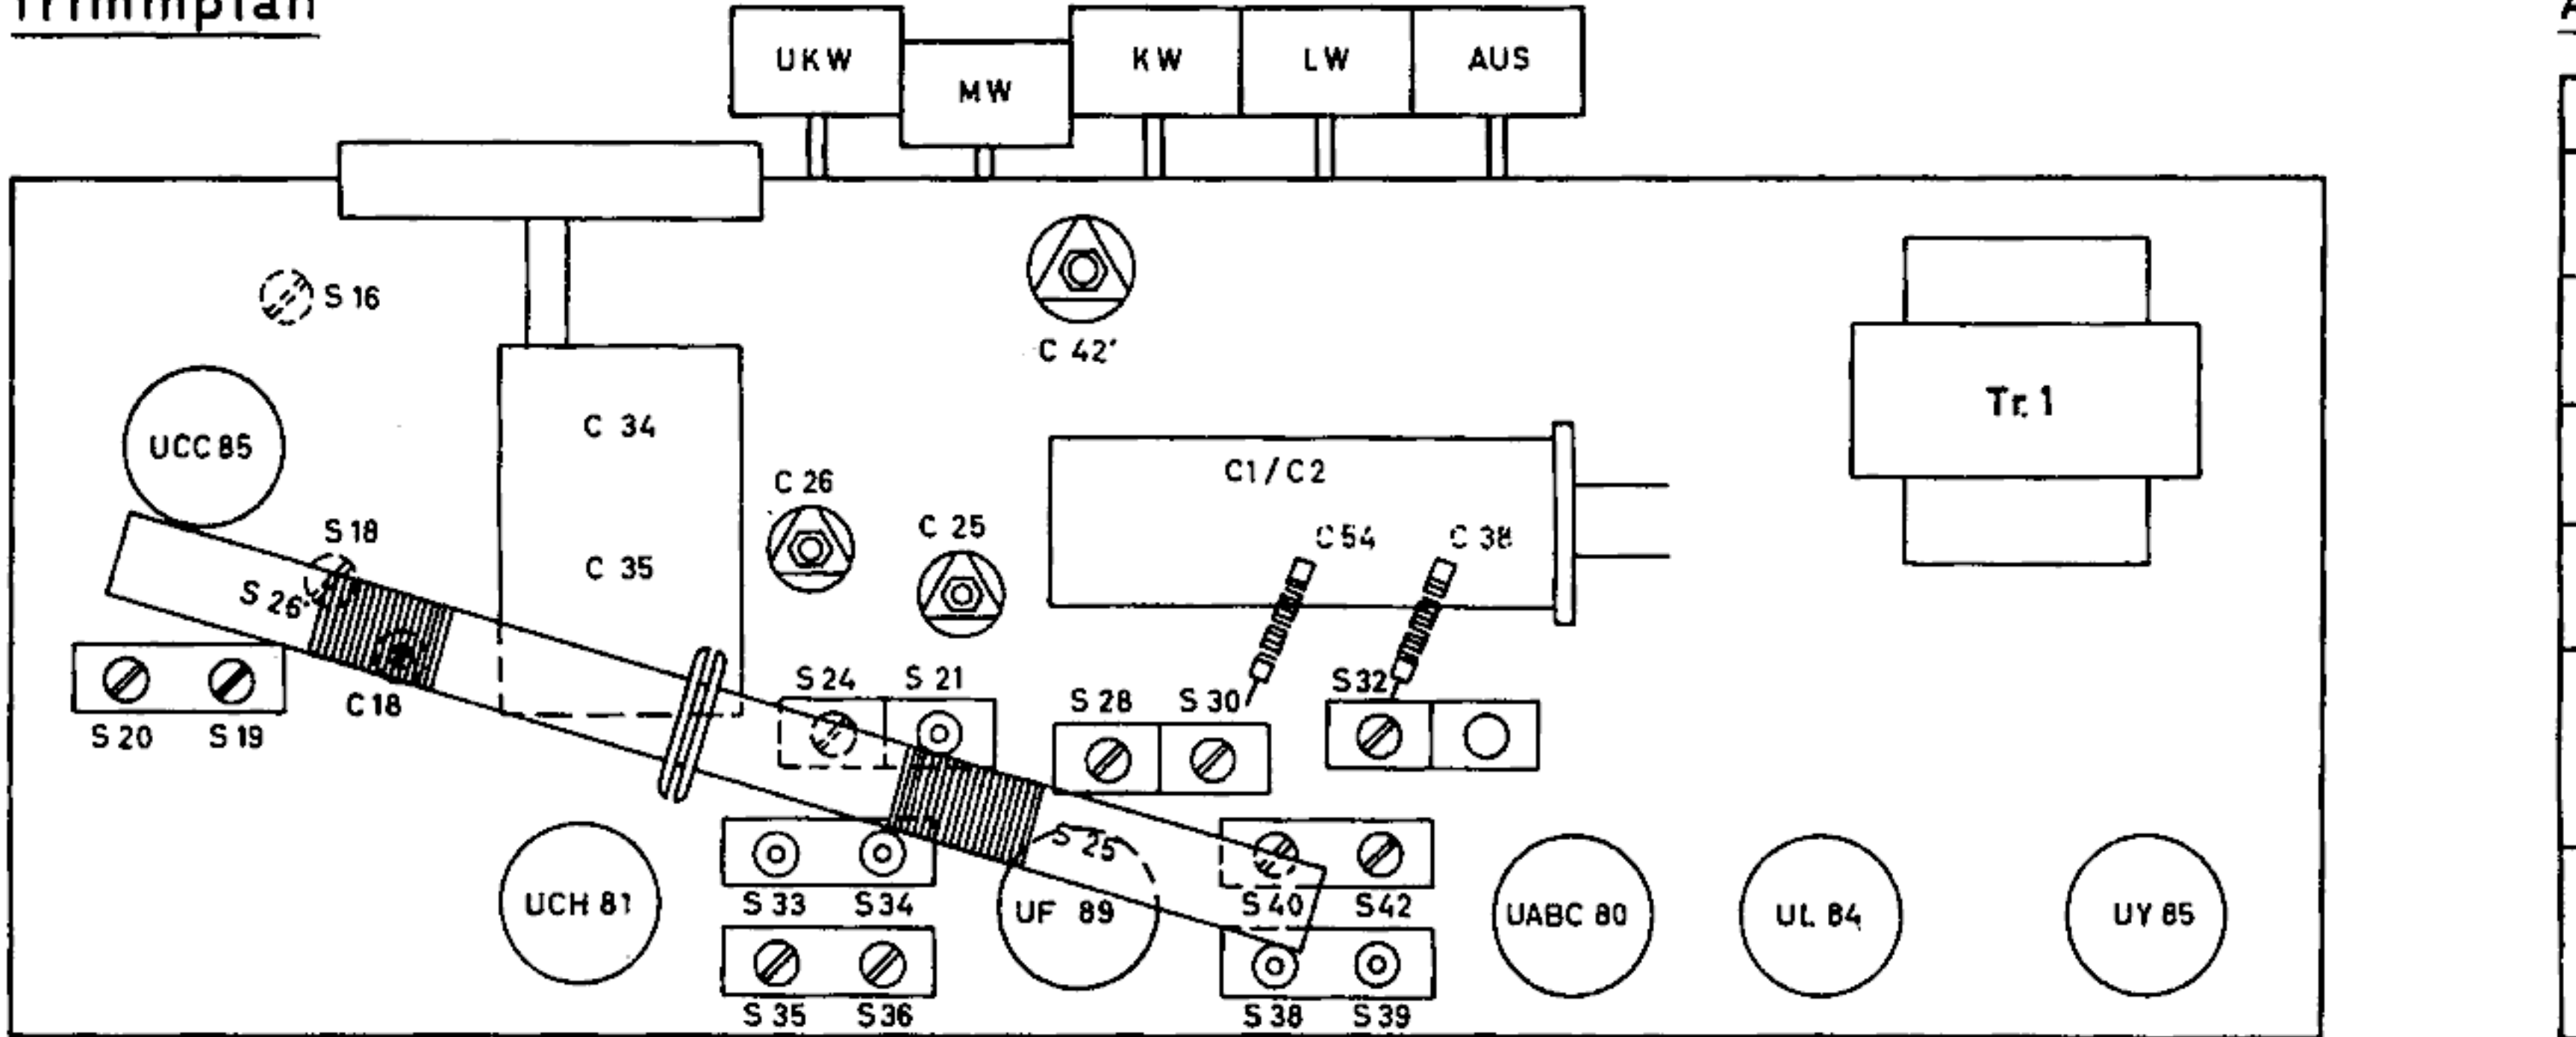 Trimmplan
UKW
MW
KW
LW
AUS
S 16
C 42'
UCC 85
C 34
Tr. 1
C 26
C1 / C2
C 25
C 54
C 38
S 18
C 35
S 26
C 18
S 20
S 19
S 24
S 21
S 28
S 30
S 32
S 25
UCH 81
S 33
S 34
UF 89
S 40
S 42
UABC 80
UL 84
UY 85
S 35
S 36
S 38
S 39